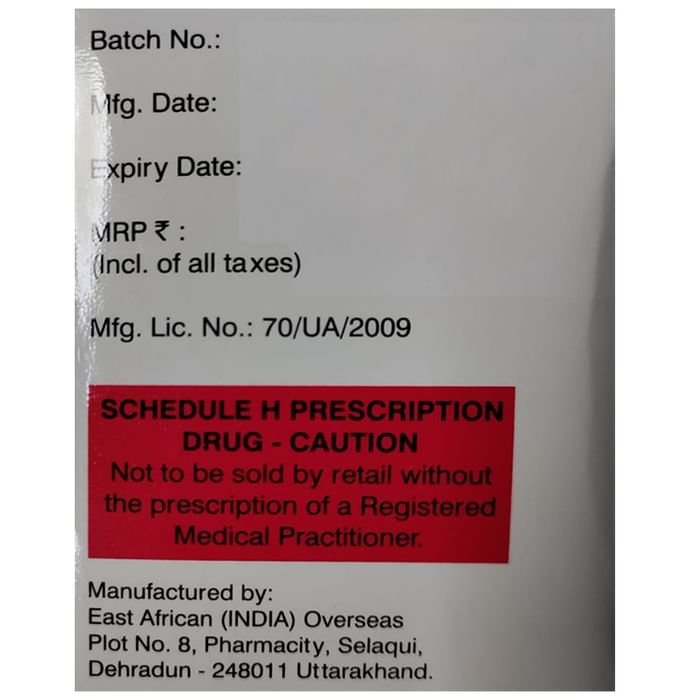 Batch No.:
Mfg. Date:
Expiry Date:
MRP ₹ :
(Incl. of all taxes)
Mfg. Lic. No.: 70/UA/2009
SCHEDULE H PRESCRIPTION
DRUG - CAUTION
Not to be sold by retail without
the prescription of a Registered
Medical Practitioner.
Manufactured by:
East African (INDIA) Overseas
Plot No. 8, Pharmacity, Selaqui,
Dehradun - 248011 Uttarakhand.